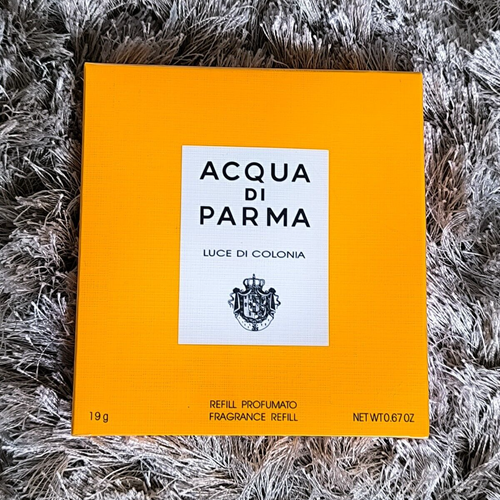 ACQUA
DI
PARMA
LUCE DI COLONIA
REFILL PROFUMATO
FRAGRANCE REFILL
19 g
NET WT 0.67 OZ